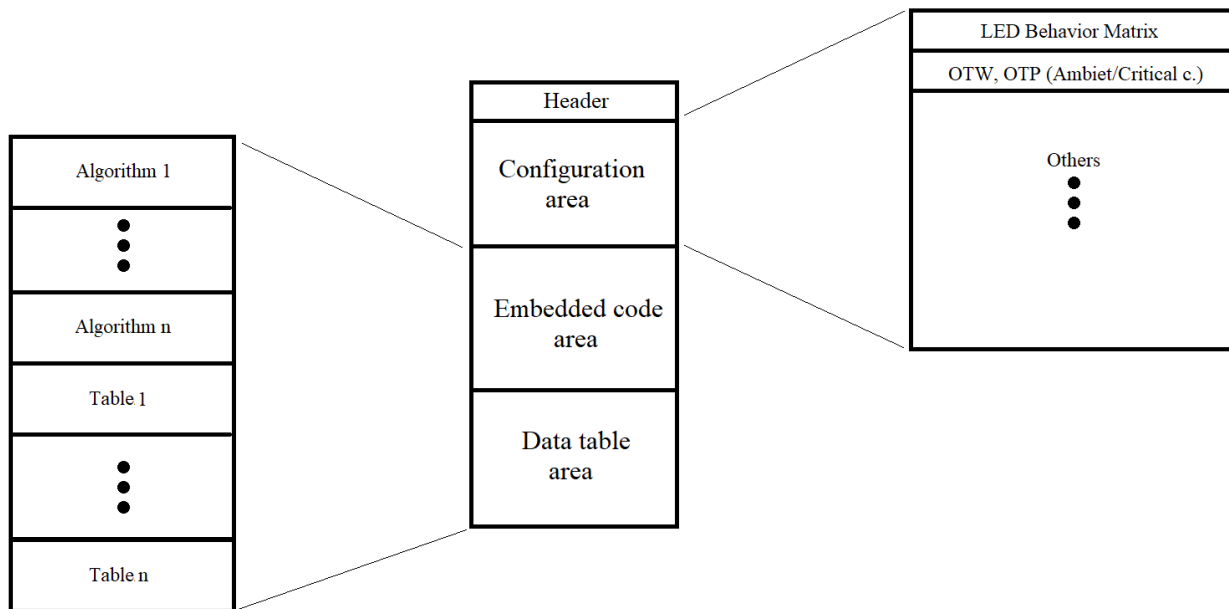 Algorithm 1
Algorithm n
Table 1
Table n
Header
Configuration
area
Embedded code
area
Data table
area
LED Behavior Matrix
OTW, OTP (Ambiet/Critical c.)
Others